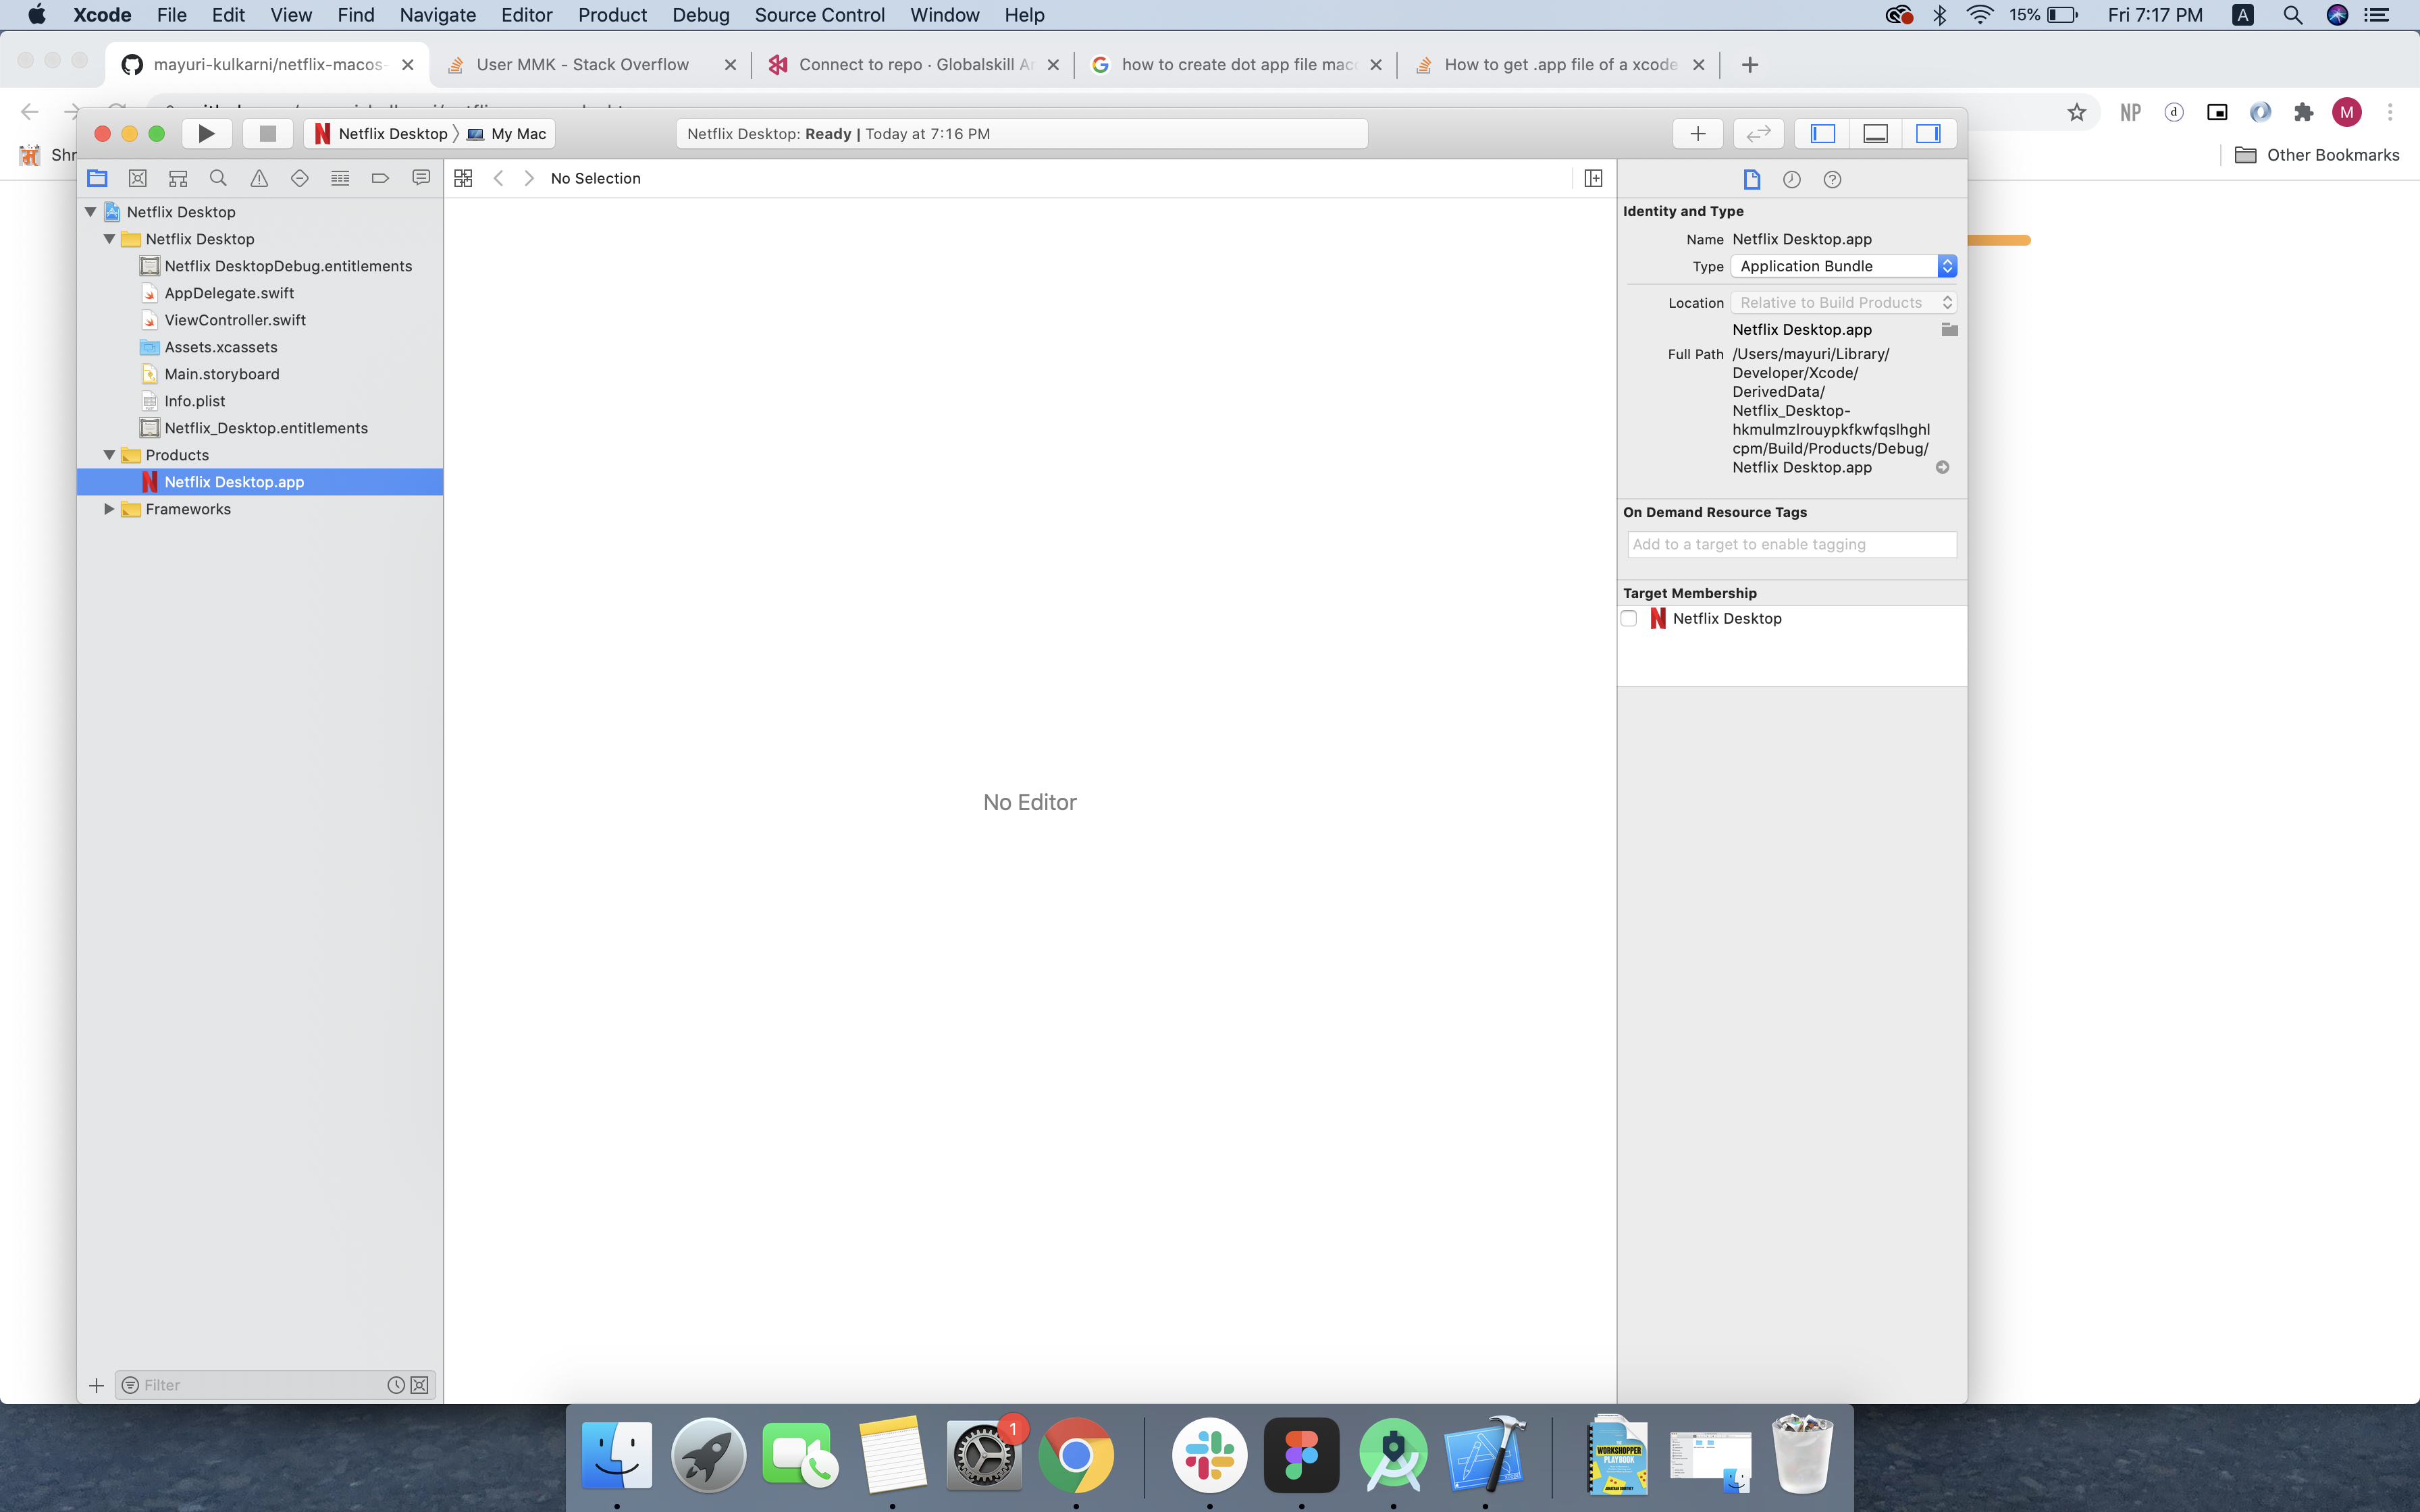 Xcode File Edit View Find Navigate Editor Product Debug Source Control Window Help 15% Fri 7:17 PM A
mayuri-kulkarni/netflix-macos- User MMK - Stack Overflow Connect to repo · Globalskill Ar how to create dot app file mac How to get .app file of a xcode
NP d M
Shr Other Bookmarks
Netflix Desktop My Mac Netflix Desktop: Ready | Today at 7:16 PM
No Selection
Netflix Desktop
Netflix Desktop
Netflix DesktopDebug.entitlements
AppDelegate.swift
ViewController.swift
Assets.xcassets
Main.storyboard
Info.plist
Netflix_Desktop.entitlements
Products
Netflix Desktop.app
Frameworks
Filter
No Editor
Identity and Type
Name Netflix Desktop.app
Type Application Bundle
Location Relative to Build Products
Netflix Desktop.app
Full Path /Users/mayuri/Library/
Developer/Xcode/
DerivedData/
Netflix_Desktop-
hkmulmzlrouypkfkwfqslhghl
cpm/Build/Products/Debug/
Netflix Desktop.app
On Demand Resource Tags
Add to a target to enable tagging
Target Membership
Netflix Desktop
1
WORKSHOPPER
PLAYBOOK